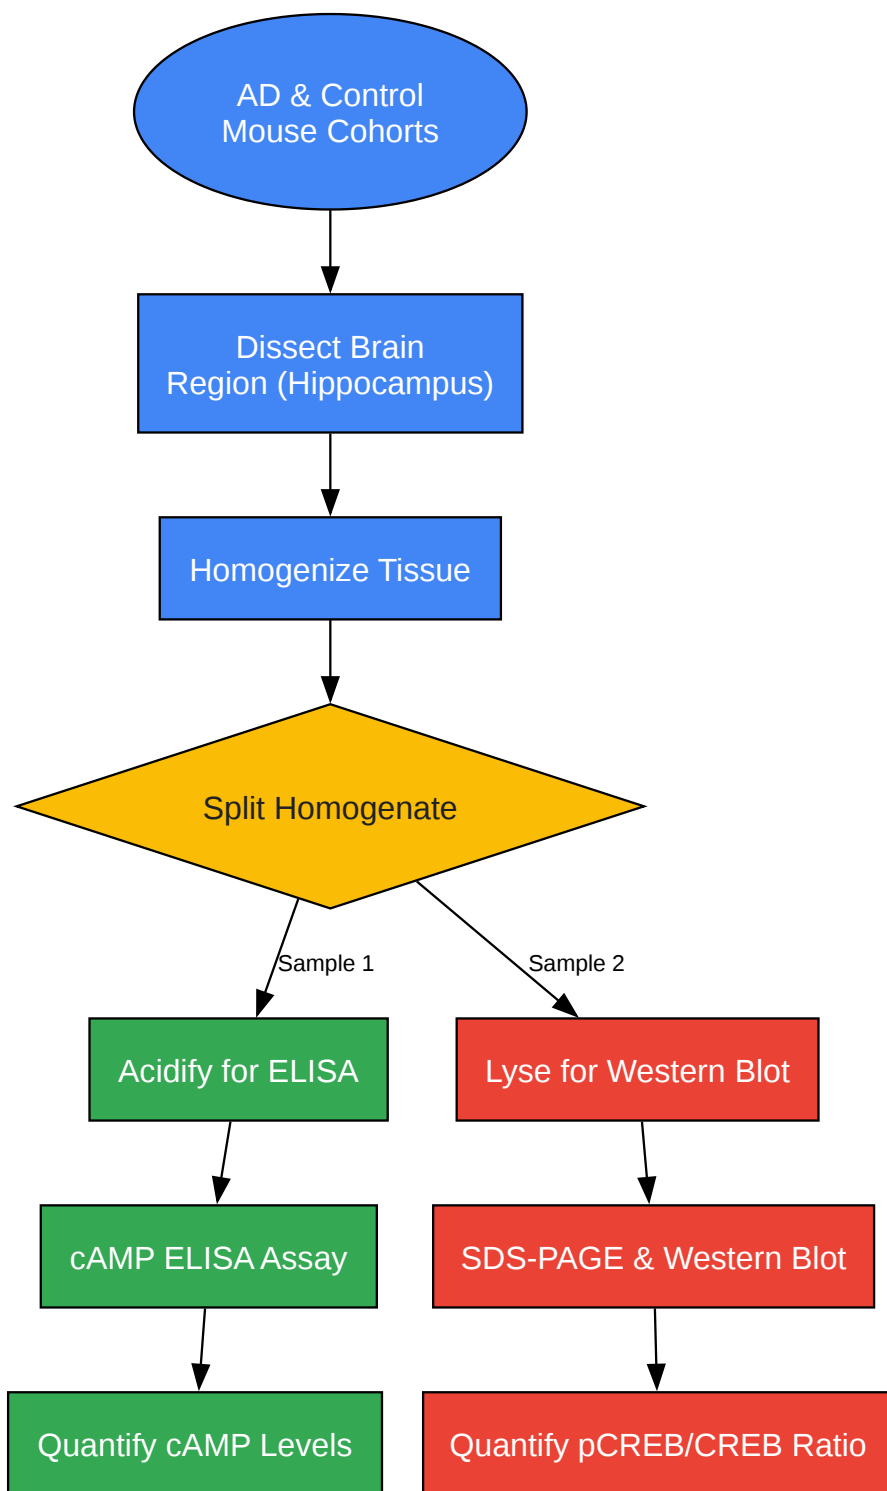 AD & Control
Mouse Cohorts
Dissect Brain
Region (Hippocampus)
Homogenize Tissue
Split Homogenate
Sample 1
Sample 2
Acidify for ELISA
Lyse for Western Blot
cAMP ELISA Assay
SDS-PAGE & Western Blot
Quantify cAMP Levels
Quantify pCREB/CREB Ratio